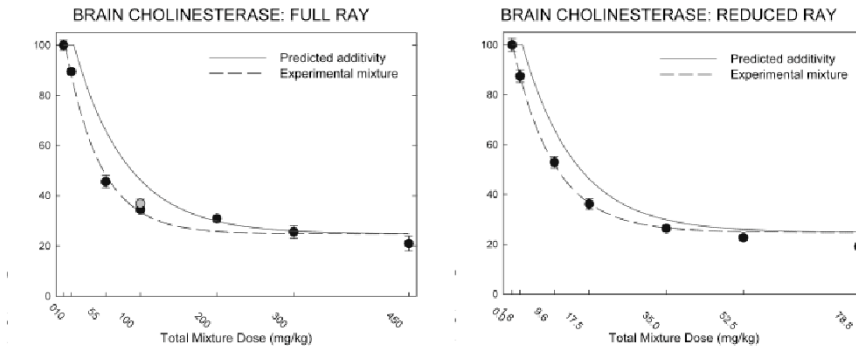 BRAIN CHOLINESTERASE: FULL RAY
100
80
60
40
20
0
Predicted additivity
Experimental mixture
0 10 55 100 200 300 450
Total Mixture Dose (mg/kg)
BRAIN CHOLINESTERASE: REDUCED RAY
100
80
60
40
20
0
Predicted additivity
Experimental mixture
9.6 17.5 35.0 52.5 78.8
Total Mixture Dose (mg/kg)